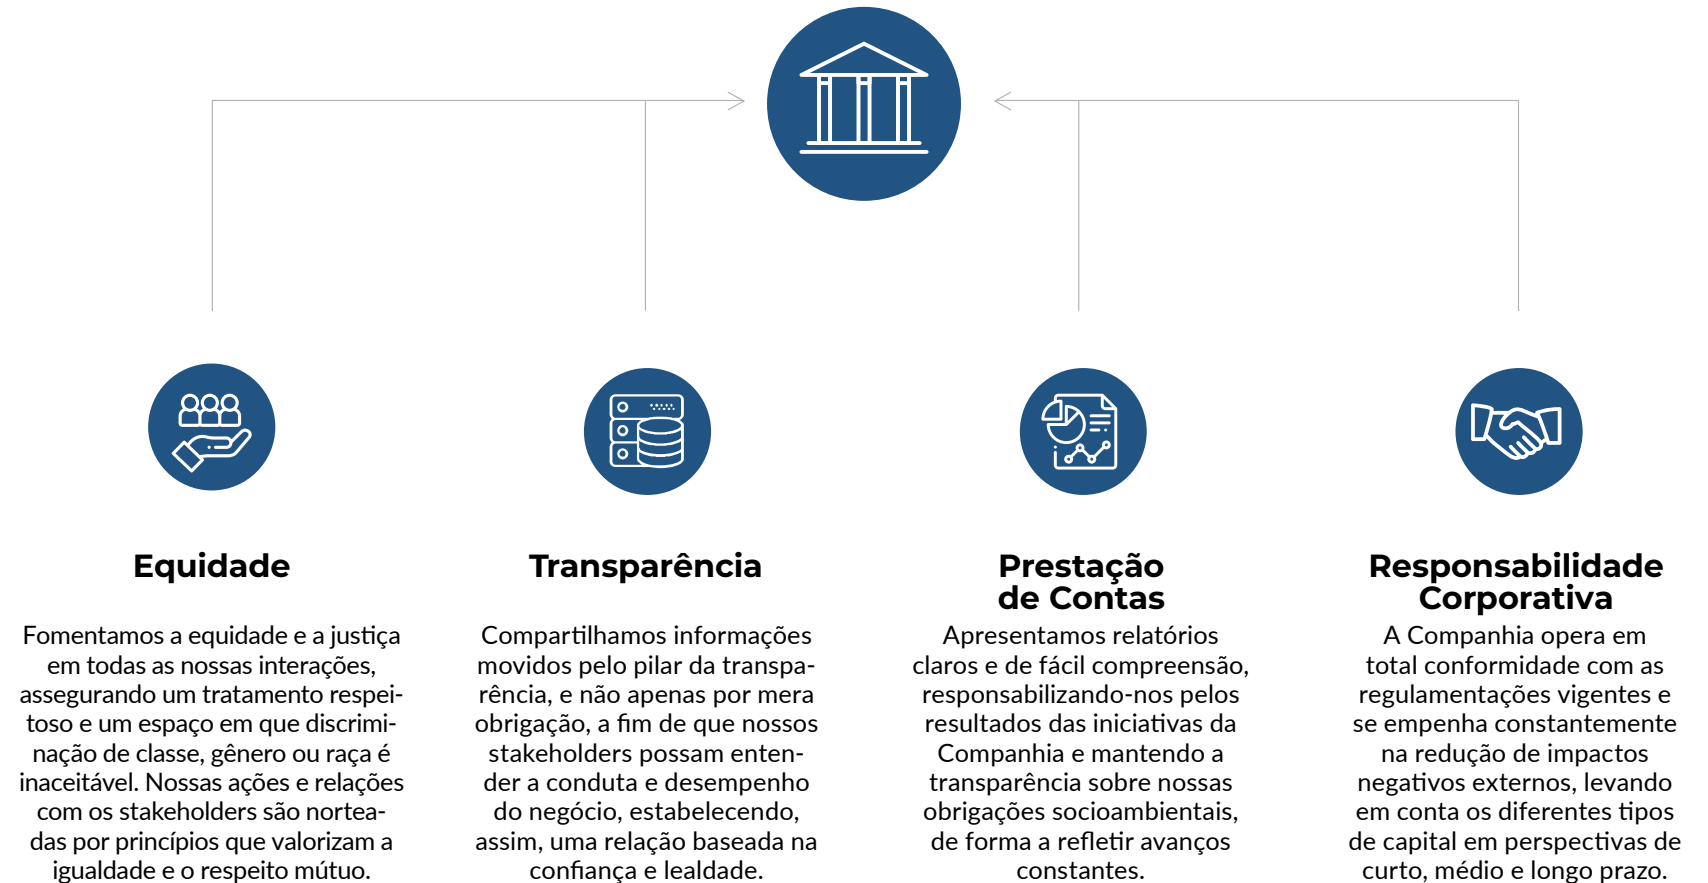 Equidade
Fomentamos a equidade e a justiça
em todas as nossas interações,
assegurando um tratamento respei-
toso e um espaço em que discrimi-
nação de classe, gênero ou raça é
inaceitável. Nossas ações e relações
com os stakeholders são nortea-
das por princípios que valorizam a
igualdade e o respeito mútuo.
Transparência
Compartilhamos informações
movidos pelo pilar da transpa-
rência, e não apenas por mera
obrigação, a fim de que nossos
stakeholders possam enten-
der a conduta e desempenho
do negócio, estabelecendo,
assim, uma relação baseada na
confiança e lealdade.
Prestação
de Contas
Apresentamos relatórios
claros e de fácil compreensão,
responsabilizando-nos pelos
resultados das iniciativas da
Companhia e mantendo a
transparência sobre nossas
obrigações socioambientais,
de forma a refletir avanços
constantes.
Responsabilidade
Corporativa
A Companhia opera em
total conformidade com as
regulamentações vigentes e
se empenha constantemente
na redução de impactos
negativos externos, levando
em conta os diferentes tipos
de capital em perspectivas de
curto, médio e longo prazo.